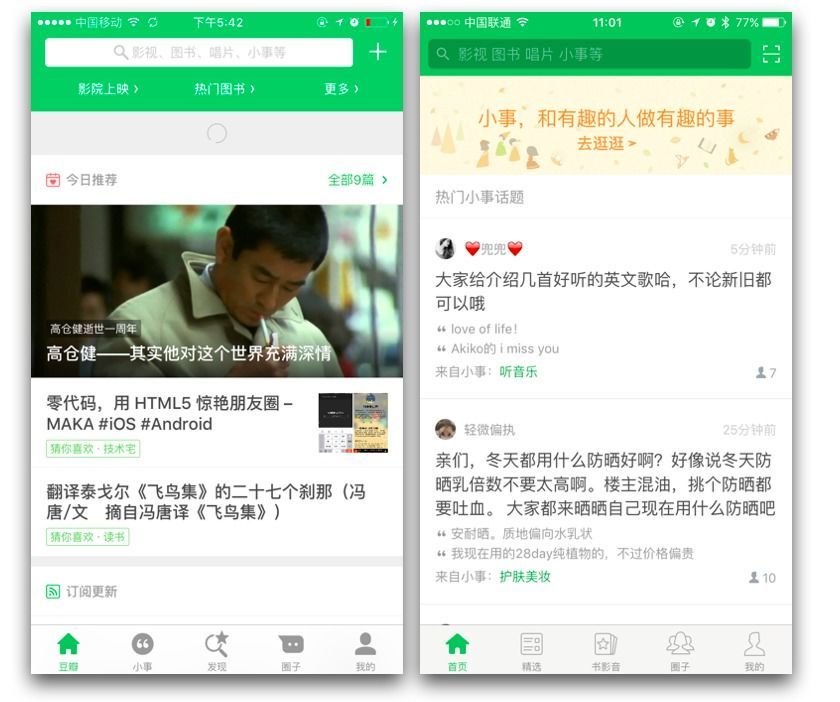 中国移动
下午5:42
影视、图书、唱片、小事等
影院上映
热门图书
更多
今日推荐
全部9篇
高仓健逝世一周年
高仓健——其实他对这个世界充满深情
零代码，用 HTML5 惊艳朋友圈 –
MAKA #iOS #Android
猜你喜欢 · 技术宅
翻译泰戈尔《飞鸟集》的二十七个刹那（冯
唐/文 摘自冯唐译《飞鸟集》）
猜你喜欢 · 读书
订阅更新
豆瓣
小事
发现
圈子
我的
中国联通
11:01
77%
影视 图书 唱片 小事等
小事，和有趣的人做有趣的事
去逛逛 >
热门小事话题
❤️兜兜❤️
5分钟前
大家给介绍几首好听的英文歌哈，不论新旧都
可以哦
love of life！
Akiko的 i miss you
来自小事：听音乐
7
轻微偏执
25分钟前
亲们，冬天都用什么防晒好啊？好像说冬天防
晒乳倍数不要太高啊。楼主混油，挑个防晒都
要吐血。 大家都来晒晒自己现在用什么防晒吧
安耐晒。质地偏向水乳状
我现在用的28day纯植物的，不过价格偏贵
来自小事：护肤美妆
10
首页
精选
书影音
圈子
我的